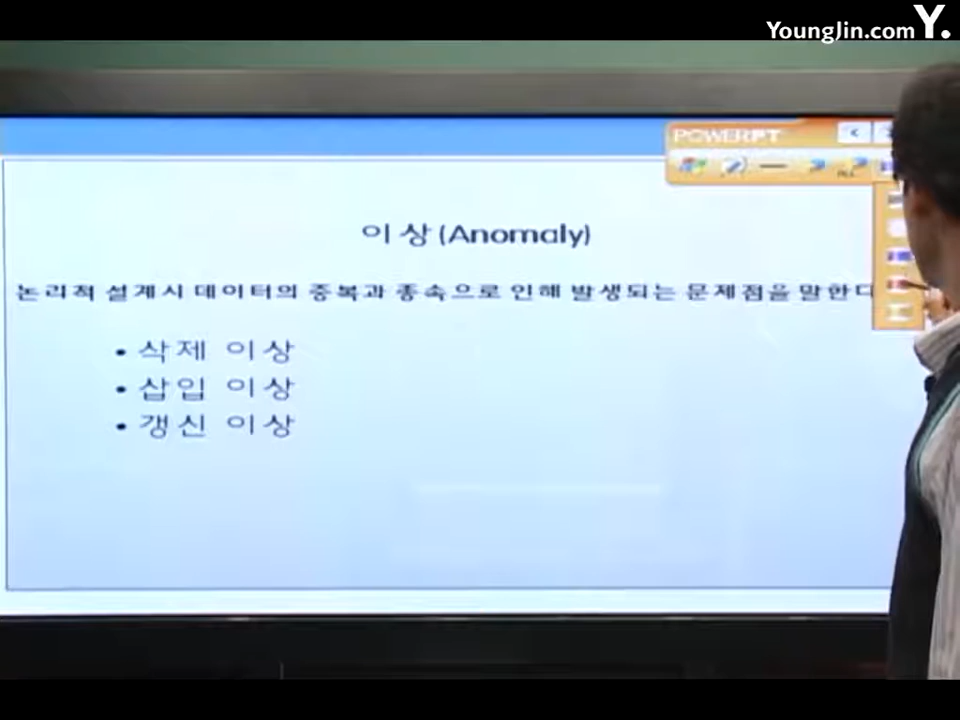 YoungJin.com Y.
POWERPT
이상(Anomaly)
논리적 설계시 데이터의 중복과 종속으로 인해 발생되는 문제점을 말한다
• 삭제 이상
• 삽입 이상
• 갱신 이상